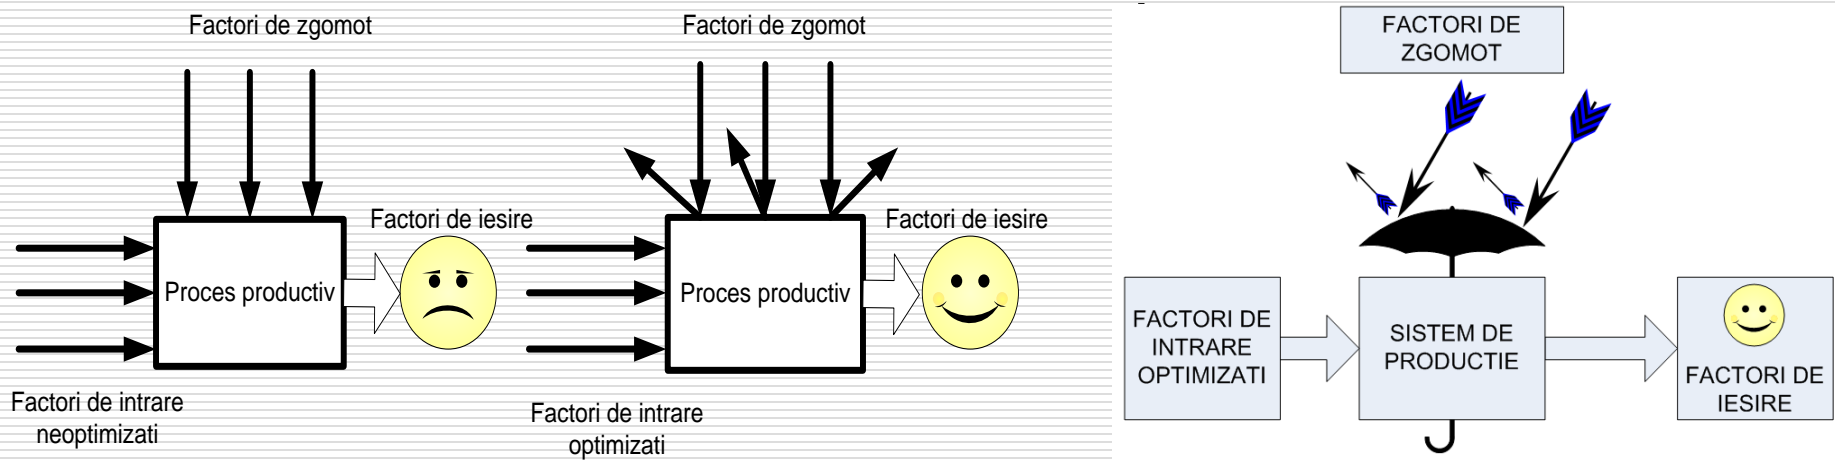 Factori de zgomot
Factori de iesire
Proces productiv
Factori de intrare
neoptimizati
Factori de zgomot
Factori de iesire
Proces productiv
Factori de intrare
optimizati
FACTORI DE
ZGOMOT
FACTORI DE
INTRARE
OPTIMIZATI
SISTEM DE
PRODUCTIE
FACTORI DE
IESIRE